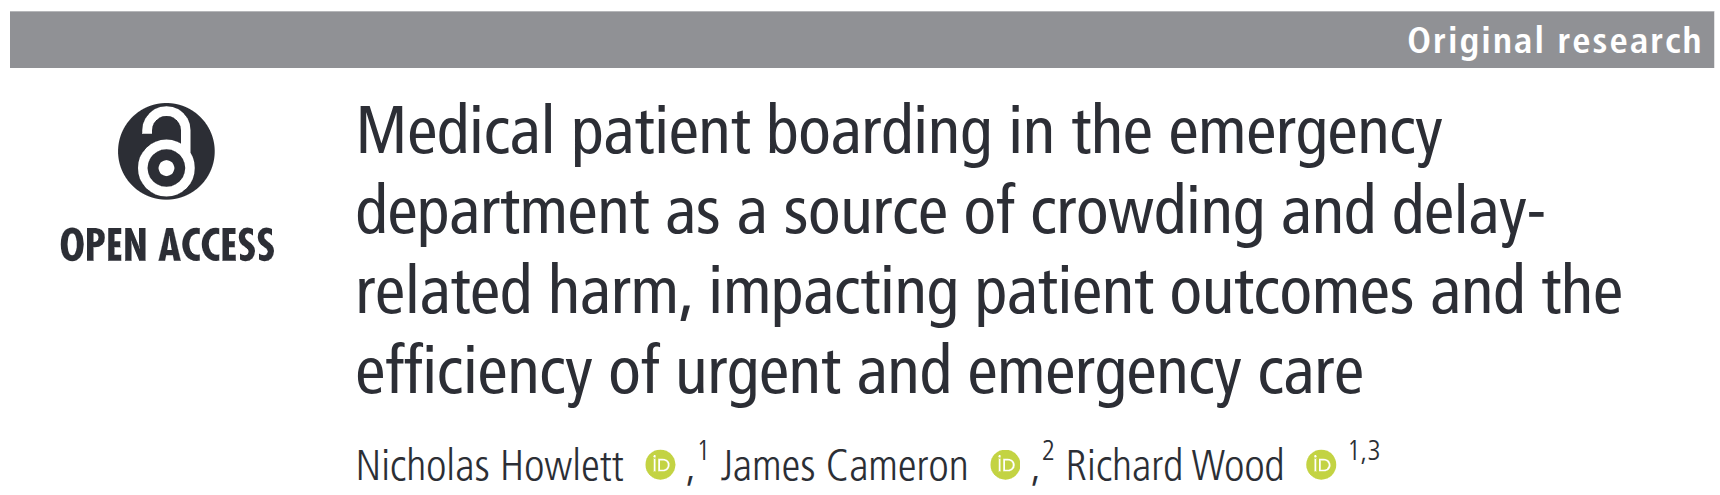 Original research
OPEN ACCESS
Medical patient boarding in the emergency
department as a source of crowding and delay-
related harm, impacting patient outcomes and the
efficiency of urgent and emergency care
Nicholas Howlett iD ,1 James Cameron iD ,2 Richard Wood iD 1,3